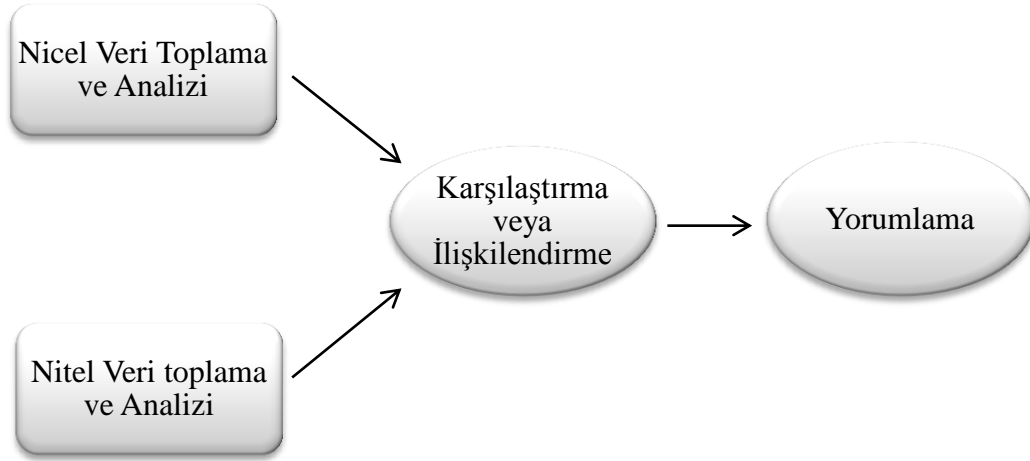 Nicel Veri Toplama
ve Analizi
Karşılaştırma
veya
İlişkilendirme
Yorumlama
Nitel Veri toplama
ve Analizi